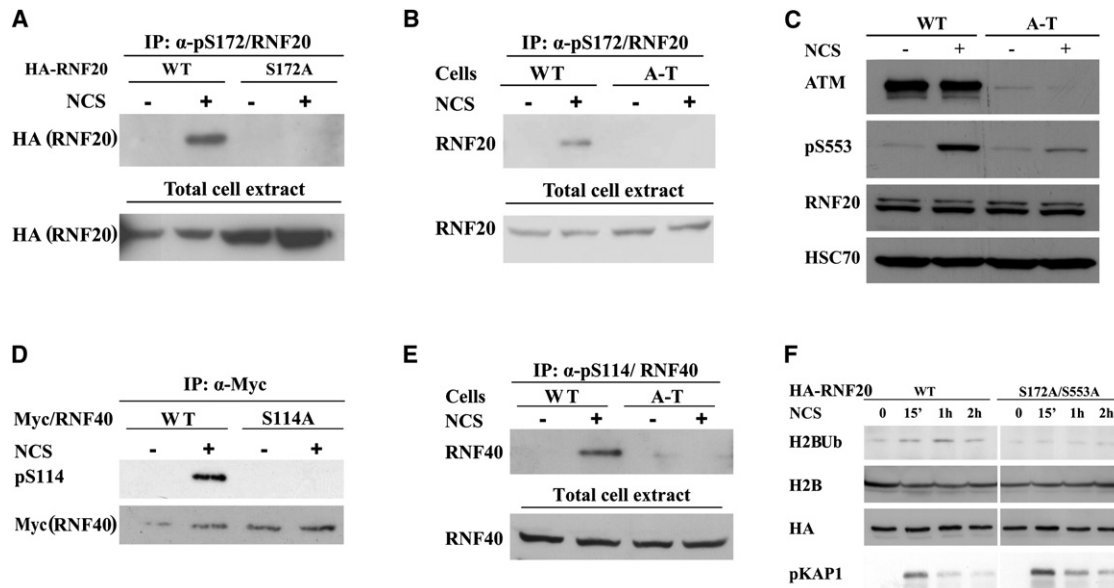 A
IP: α-pS172/RNF20
HA-RNF20 WT S172A
NCS - + - +
HA (RNF20)
Total cell extract
HA (RNF20)
B
IP: α-pS172/RNF20
Cells WT A-T
NCS - + - +
RNF20
Total cell extract
RNF20
C
WT A-T
NCS - + - +
ATM
pS553
RNF20
HSC70
D
IP: α-Myc
Myc/RNF40 WT S114A
NCS - + - +
pS114
Myc(RNF40)
E
IP: α-pS114/ RNF40
Cells WT A-T
NCS - + - +
RNF40
Total cell extract
RNF40
F
HA-RNF20 WT S172A/S553A
NCS 0 15' 1h 2h 0 15' 1h 2h
H2BUb
H2B
HA
pKAP1